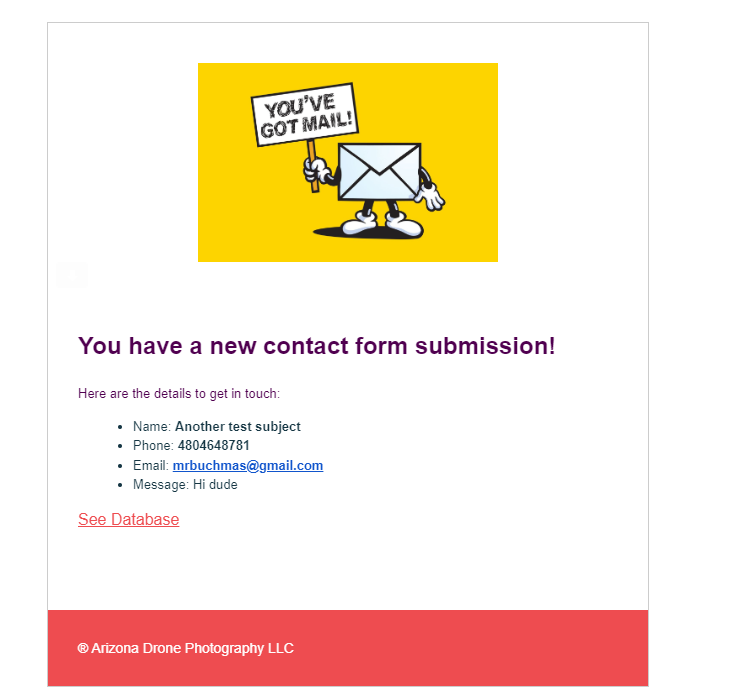 YOU'VE
GOT MAIL!
You have a new contact form submission!
Here are the details to get in touch:
• Name: Another test subject
• Phone: 4804648781
• Email: mrbuchmas@gmail.com
• Message: Hi dude
See Database
® Arizona Drone Photography LLC